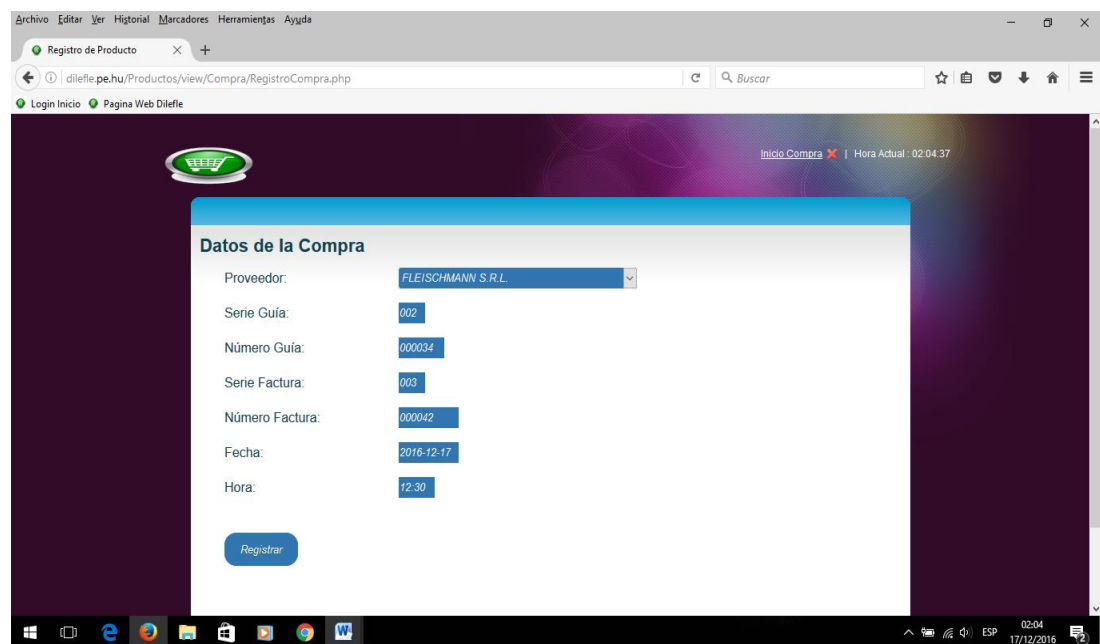 Archivo Editar Ver Historial Marcadores Herramientas Ayuda
Registro de Producto
dilefle.pe.hu/Productos/view/Compra/RegistroCompra.php
Buscar
Login Inicio Pagina Web Dilefle
Inicio Compra | Hora Actual : 02:04:37
Datos de la Compra
Proveedor: FLEISCHMANN S.R.L.
Serie Guía: 002
Número Guía: 000034
Serie Factura: 003
Número Factura: 000042
Fecha: 2016-12-17
Hora: 12:30
Registrar
ESP 02:04
17/12/2016
2